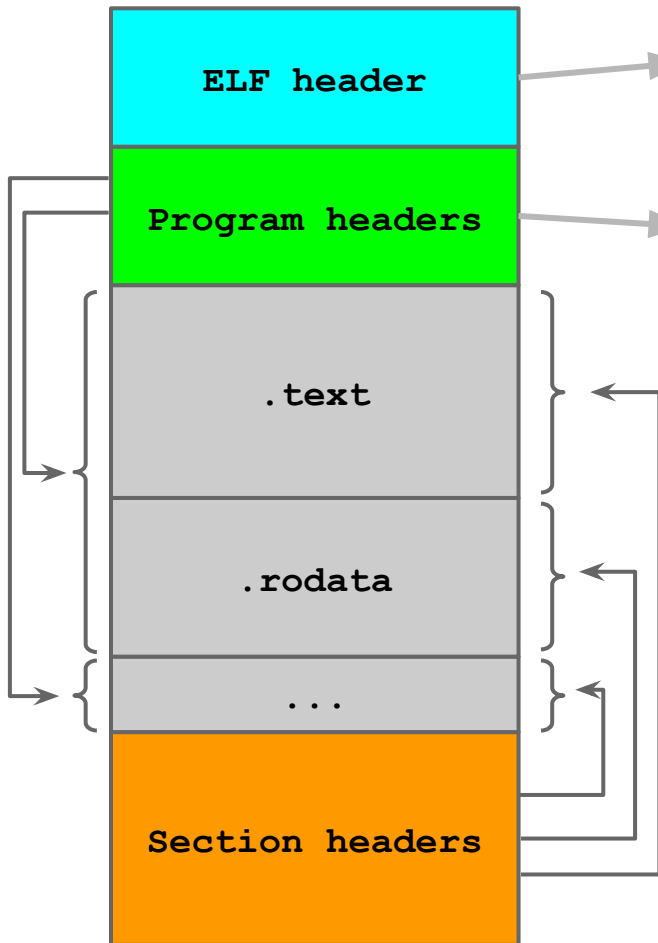 ELF header
Program headers
.text
.rodata
...
Section headers